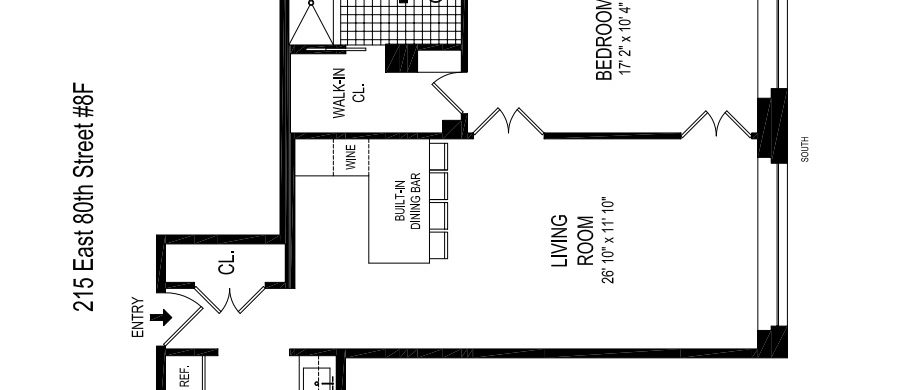 215 East 80th Street #8F
ENTRY
CL.
REF.
WALK-IN
CL.
WINE
BUILT-IN
DINING BAR
LIVING
ROOM
26' 10" x 11' 10"
BEDROOM
17' 2" x 10' 4"
SOUTH